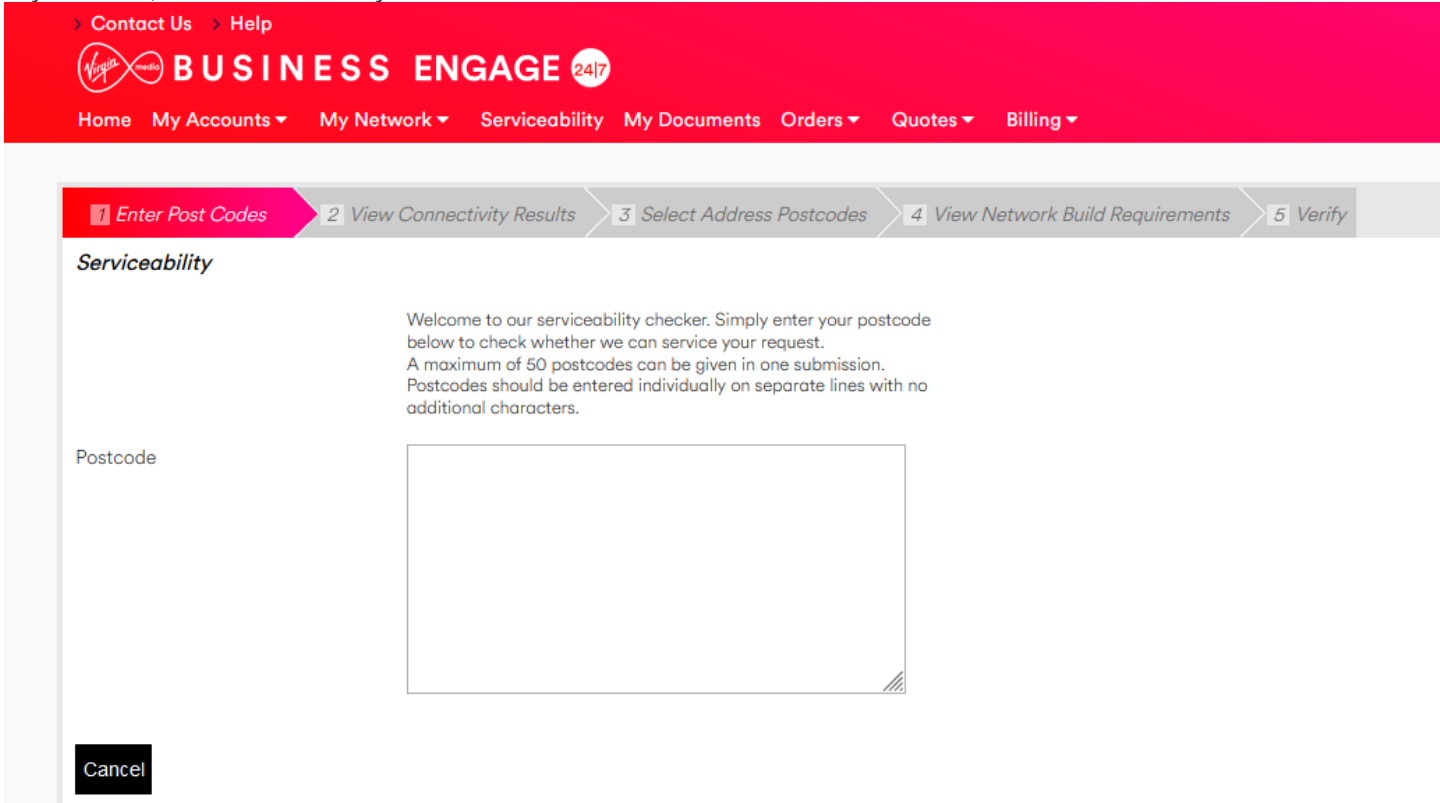 > Contact Us > Help
Virgin media BUSINESS ENGAGE 24|7
Home My Accounts My Network Serviceability My Documents Orders Quotes Billing
1 Enter Post Codes 2 View Connectivity Results 3 Select Address Postcodes 4 View Network Build Requirements 5 Verify
Serviceability
Welcome to our serviceability checker. Simply enter your postcode
below to check whether we can service your request.
A maximum of 50 postcodes can be given in one submission.
Postcodes should be entered individually on separate lines with no
additional characters.
Postcode
Cancel